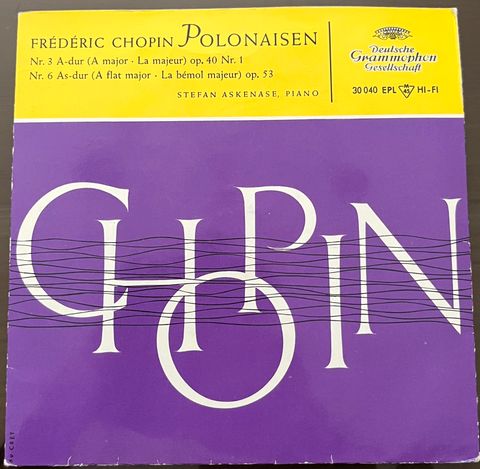 FRÉDÉRIC CHOPIN POLONAISEN
Nr. 3 A-dur (A major · La majeur) op. 40 Nr. 1
Nr. 6 As-dur (A flat major · La bémol majeur) op. 53
STEFAN ASKENASE, PIANO
Deutsche
Grammophon
Gesellschaft
30 040 EPL M 45 HI-FI
CHOPIN